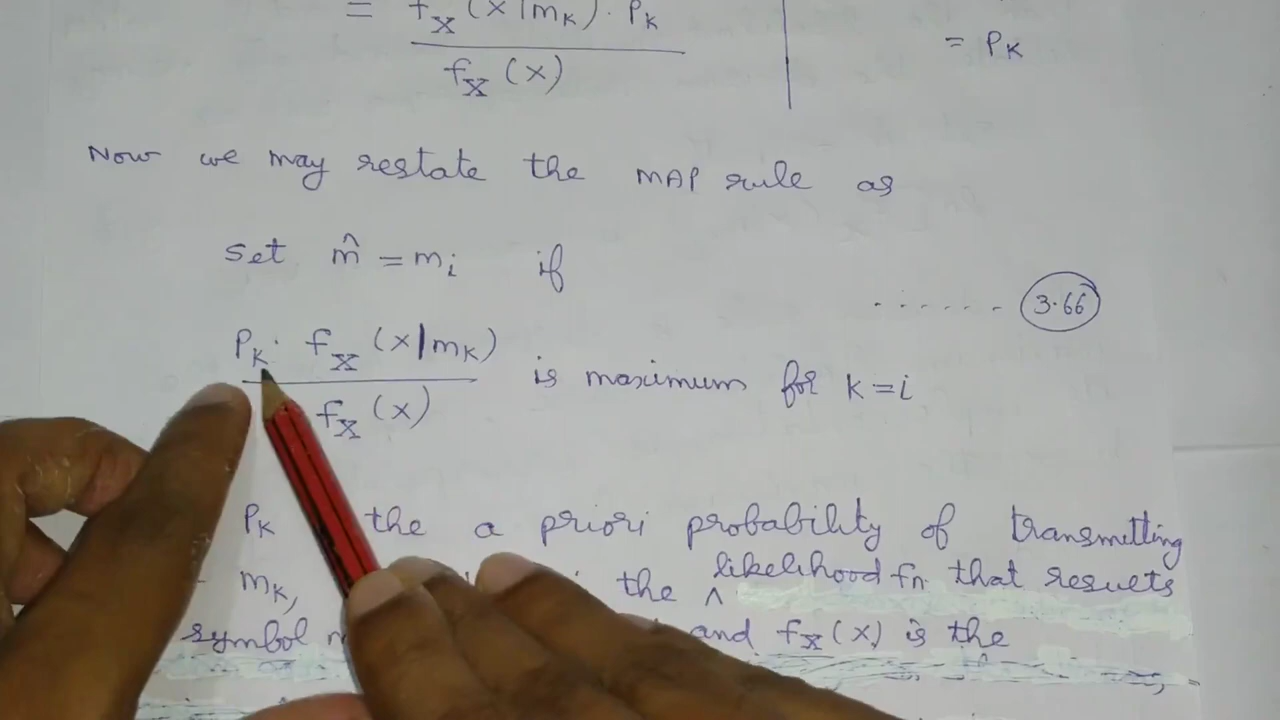 = f_X (x|m_K) · P_K
f_X (x)
= P_K
Now we may restate the MAP rule as
Set m̂ = m_i if
...... 3.66
P_K · f_X (x|m_K)
f_X (x)
is maximum for K = i
P_K the a priori probability of transmitting
m_K, the likelihood fn that results
symbol and f_X (x) is the